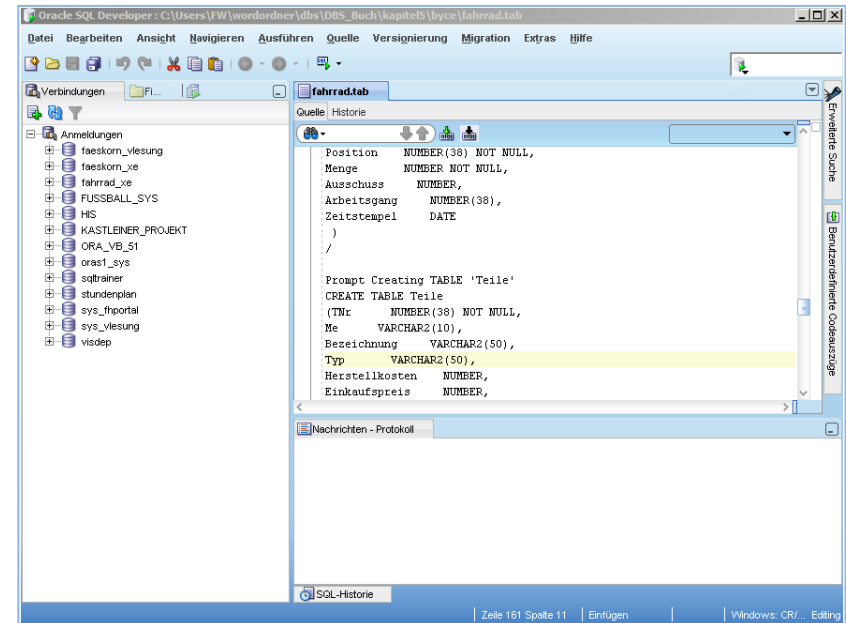 Oracle SQL Developer : C:\Users\FW\wordordner\dbs\DBS_Buch\kapitel5\byce\fahrrad.tab
Datei Bearbeiten Ansicht Navigieren Ausführen Quelle Versionierung Migration Extras Hilfe
Verbindungen
Fi...
fahrrad.tab
Quelle Historie
Anmeldungen
faeskorn_vlesung
faeskorn_xe
fahrrad_xe
FUSSBALL_SYS
HIS
KASTLEINER_PROJEKT
ORA_VB_51
oras1_sys
sqltrainer
stundenplan
sys_fhportal
sys_vlesung
visdep
Position NUMBER(38) NOT NULL,
Menge NUMBER NOT NULL,
Ausschuss NUMBER,
Arbeitsgang NUMBER(38),
Zeitstempel DATE
)
/
Prompt Creating TABLE 'Teile'
CREATE TABLE Teile
(TNr NUMBER(38) NOT NULL,
Me VARCHAR2(10),
Bezeichnung VARCHAR2(50),
Typ VARCHAR2(50),
Herstellkosten NUMBER,
Einkaufspreis NUMBER,
Erweiterte Suche
Benutzerdefinierte Codeauszüge
Nachrichten - Protokoll
SQL-Historie
Zeile 161 Spalte 11 Einfügen Windows: CR/... Editing